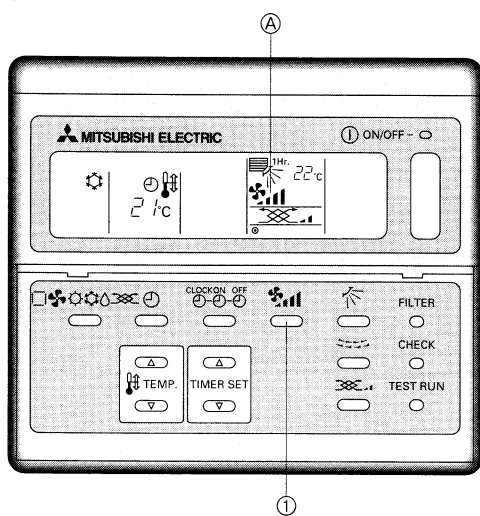 Ⓐ
MITSUBISHI ELECTRIC
ON/OFF
1Hr.
22°C
21°C
CLOCK ON OFF
FILTER
CHECK
TEMP.
TIMER SET
TEST RUN
①